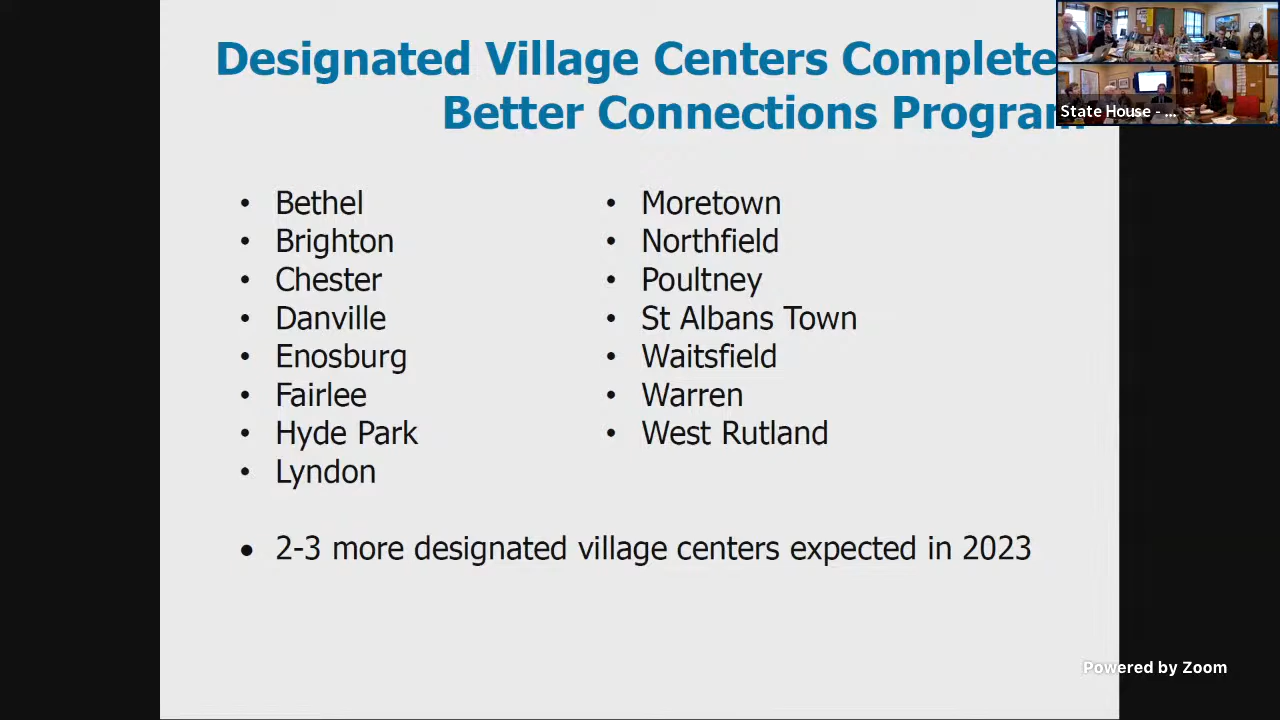 Designated Village Centers Complete
Better Connections Program
State House - ...
• Bethel
• Brighton
• Chester
• Danville
• Enosburg
• Fairlee
• Hyde Park
• Lyndon
• Moretown
• Northfield
• Poultney
• St Albans Town
• Waitsfield
• Warren
• West Rutland
• 2-3 more designated village centers expected in 2023
Powered by Zoom